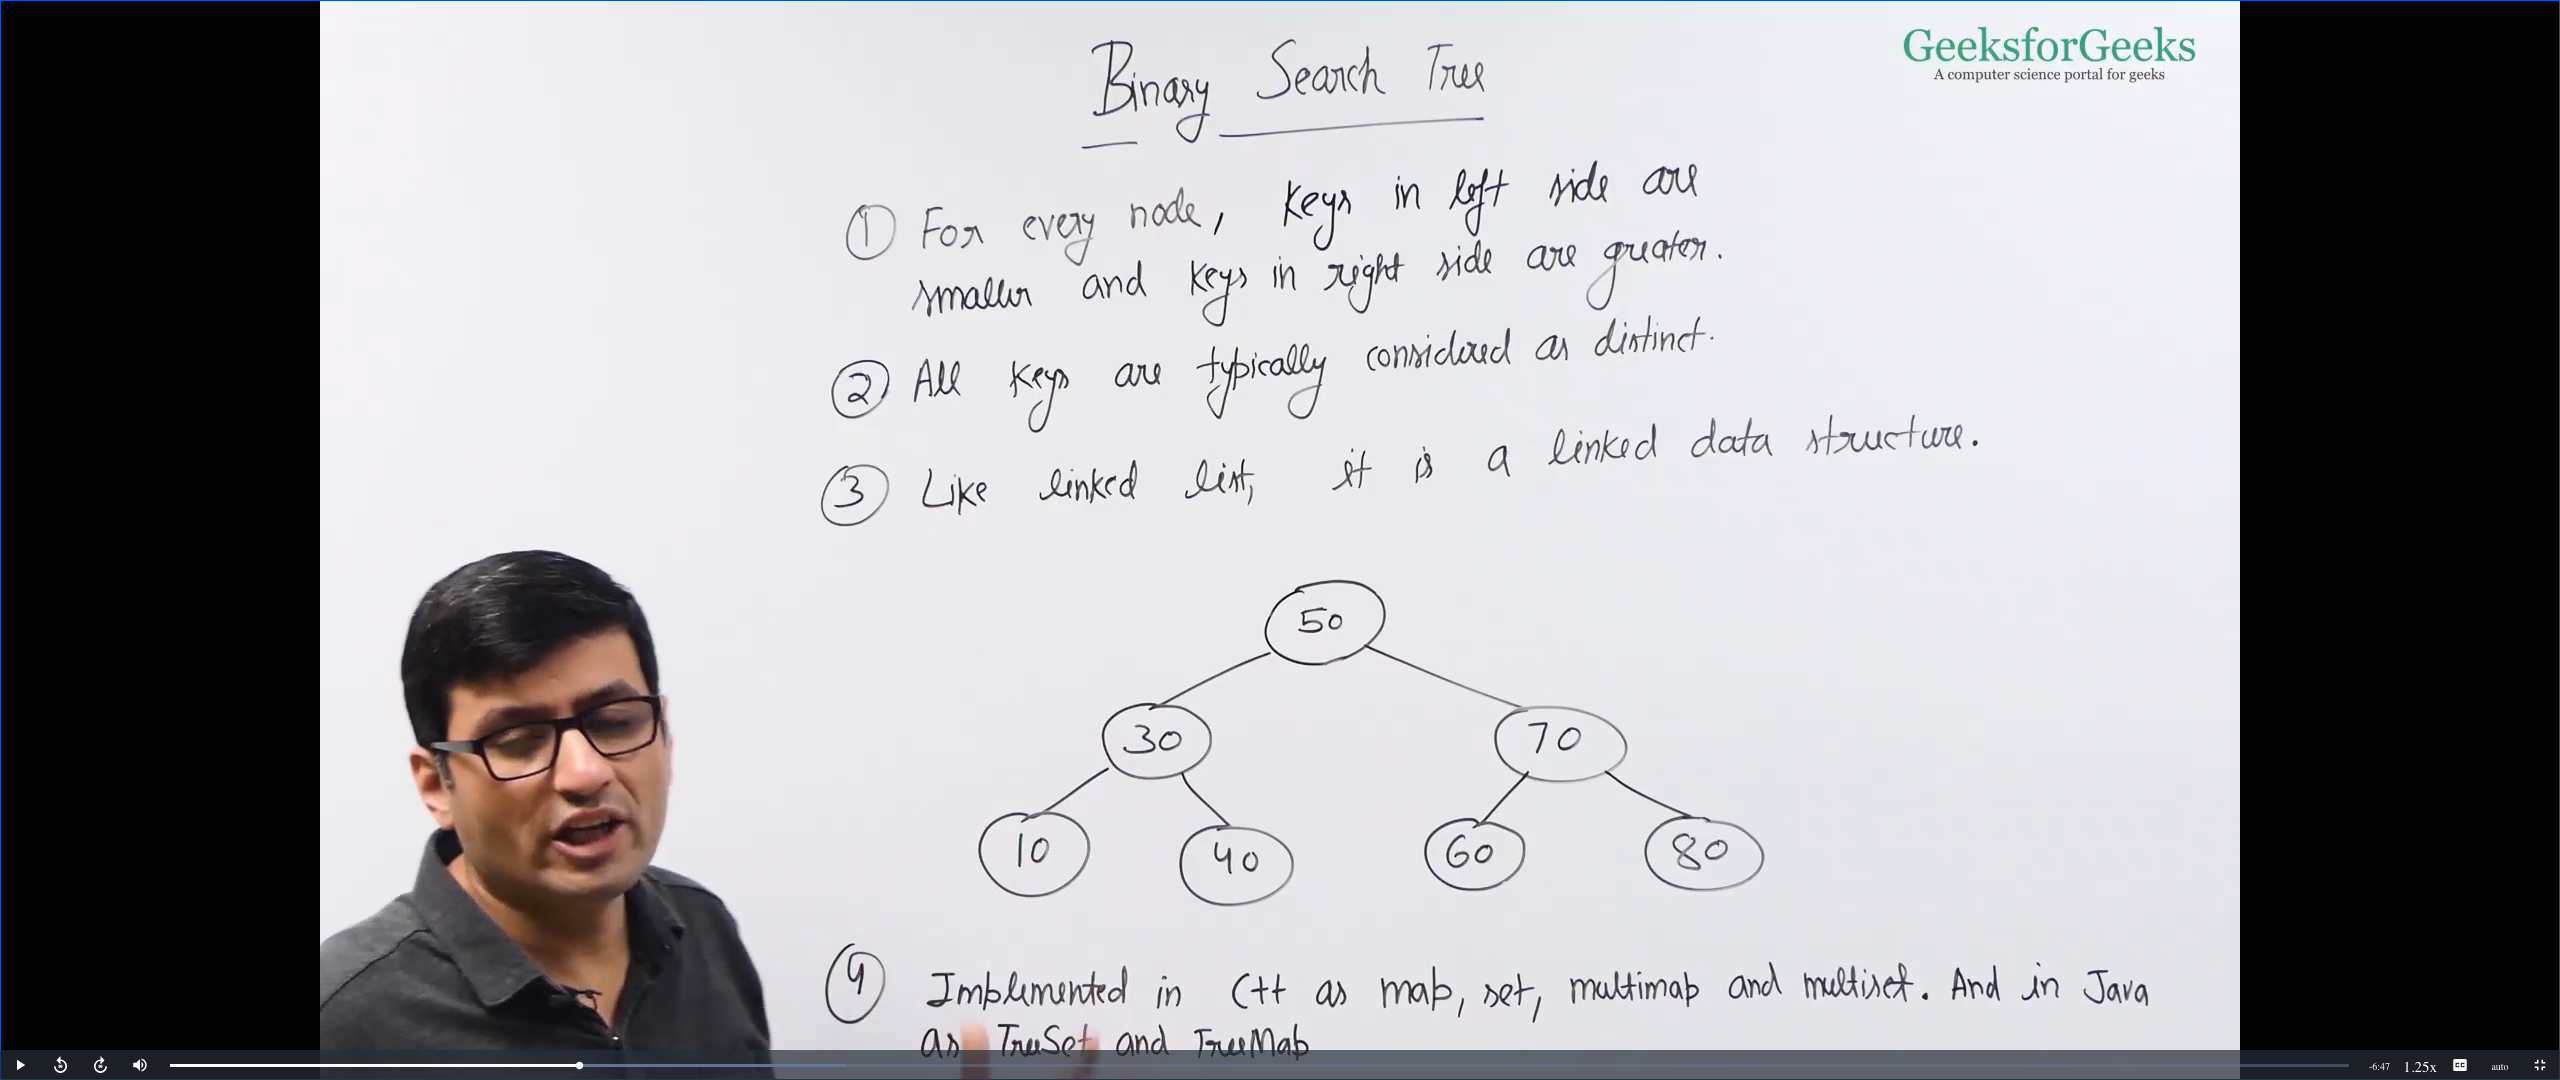 GeeksforGeeks
A computer science portal for geeks
Binary Search Tree
① For every node, keys in left side are
smaller and keys in right side are greater.
② All keys are typically considered as distinct.
③ Like linked list, it is a linked data structure.
50
30 70
10 40 60 80
④ Implemented in C++ as map, set, multimap and multiset. And in Java
as TreeSet and TreeMap
-6:47 1.25x CC auto